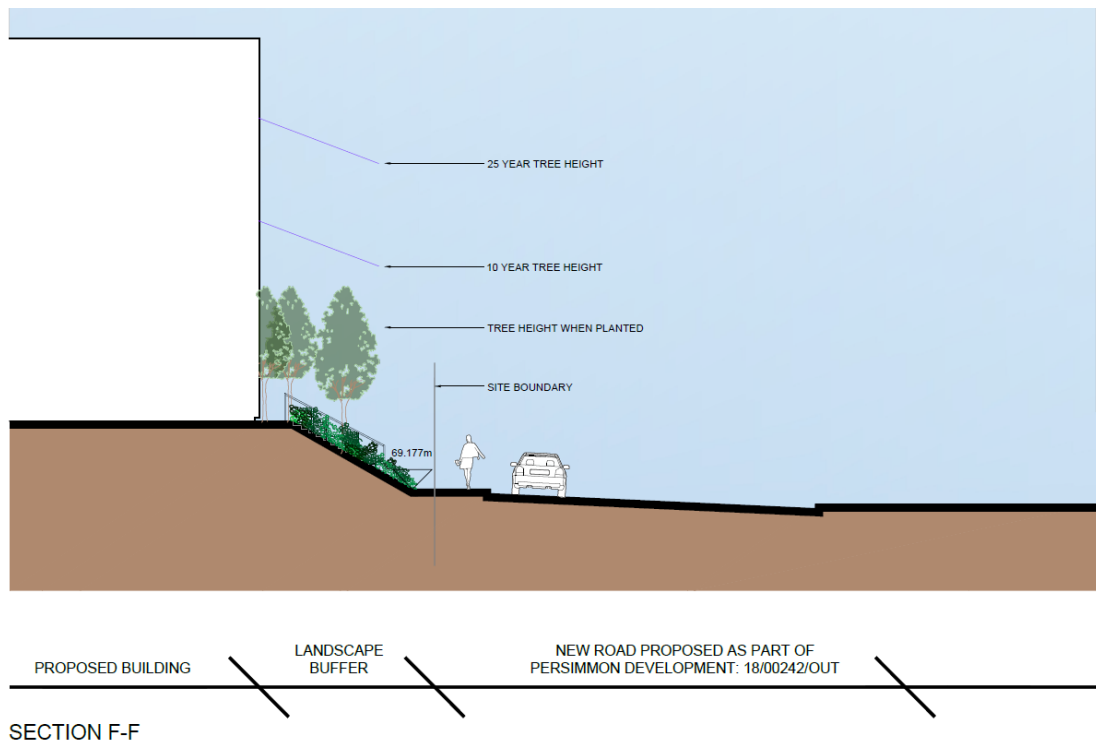 25 YEAR TREE HEIGHT
10 YEAR TREE HEIGHT
TREE HEIGHT WHEN PLANTED
SITE BOUNDARY
69.177m
PROPOSED BUILDING
LANDSCAPE
BUFFER
NEW ROAD PROPOSED AS PART OF
PERSIMMON DEVELOPMENT: 18/00242/OUT
SECTION F-F